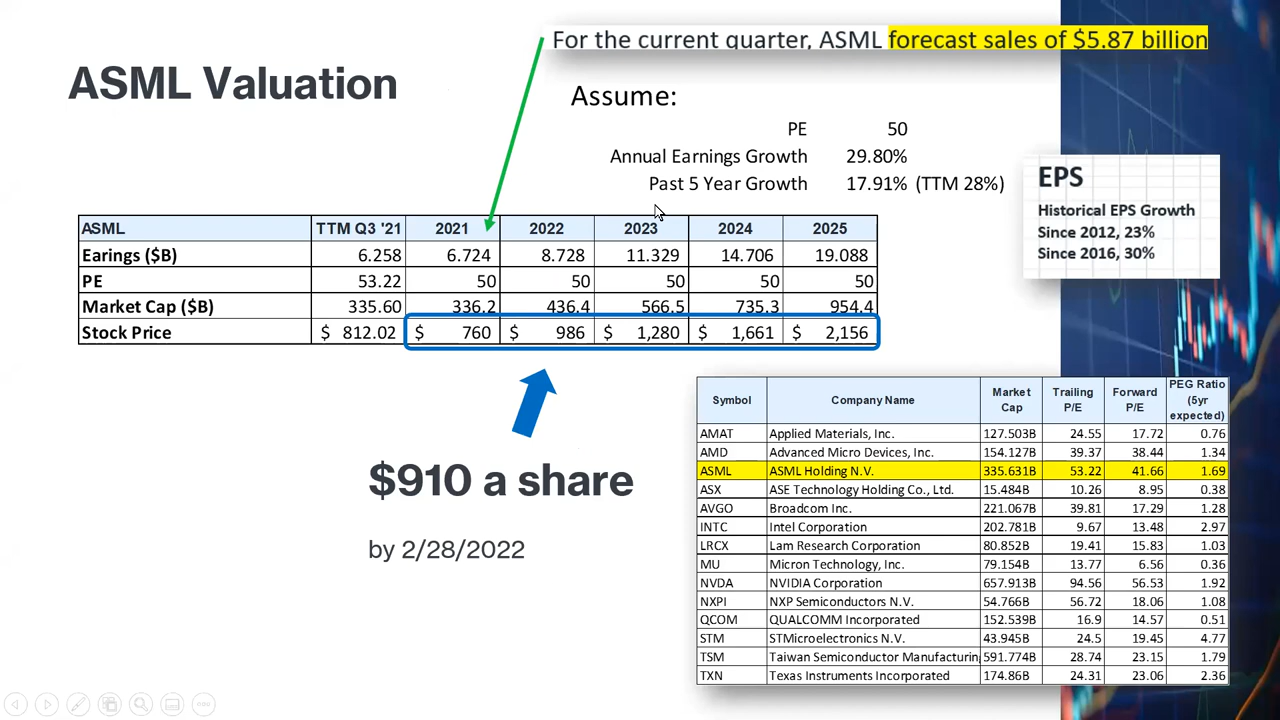 For the current quarter, ASML forecast sales of $5.87 billion
ASML Valuation
Assume:
PE 50
Annual Earnings Growth 29.80%
Past 5 Year Growth 17.91% (TTM 28%)
EPS
Historical EPS Growth
Since 2012, 23%
Since 2016, 30%
ASML TTM Q3 '21 2021 2022 2023 2024 2025
Earings ($B) 6.258 6.724 8.728 11.329 14.706 19.088
PE 53.22 50 50 50 50 50
Market Cap ($B) 335.60 336.2 436.4 566.5 735.3 954.4
Stock Price $ 812.02 $ 760 $ 986 $ 1,280 $ 1,661 $ 2,156
$910 a share
by 2/28/2022
Symbol Company Name Market Cap Trailing P/E Forward P/E PEG Ratio (5yr expected)
AMAT Applied Materials, Inc. 127.503B 24.55 17.72 0.76
AMD Advanced Micro Devices, Inc. 154.127B 39.37 38.44 1.34
ASML ASML Holding N.V. 335.631B 53.22 41.66 1.69
ASX ASE Technology Holding Co., Ltd. 15.484B 10.26 8.95 0.38
AVGO Broadcom Inc. 221.067B 39.81 17.29 1.28
INTC Intel Corporation 202.781B 9.67 13.48 2.97
LRCX Lam Research Corporation 80.852B 19.41 15.83 1.03
MU Micron Technology, Inc. 79.154B 13.77 6.56 0.36
NVDA NVIDIA Corporation 657.913B 94.56 56.53 1.92
NXPI NXP Semiconductors N.V. 54.766B 56.72 18.06 1.08
QCOM QUALCOMM Incorporated 152.539B 16.9 14.57 0.51
STM STMicroelectronics N.V. 43.945B 24.5 19.45 4.77
TSM Taiwan Semiconductor Manufacturin 591.774B 28.74 23.15 1.79
TXN Texas Instruments Incorporated 174.86B 24.31 23.06 2.36